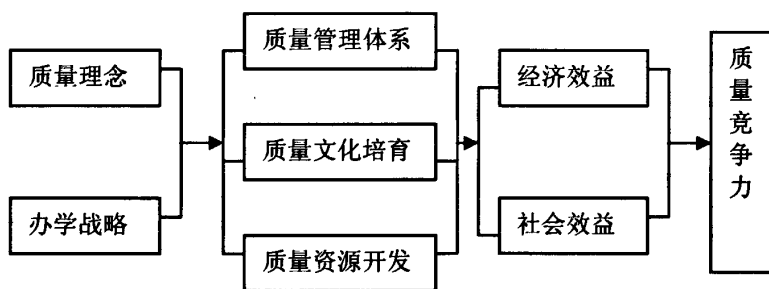 质量理念
办学战略
质量管理体系
质量文化培育
质量资源开发
经济效益
社会效益
质量竞争力